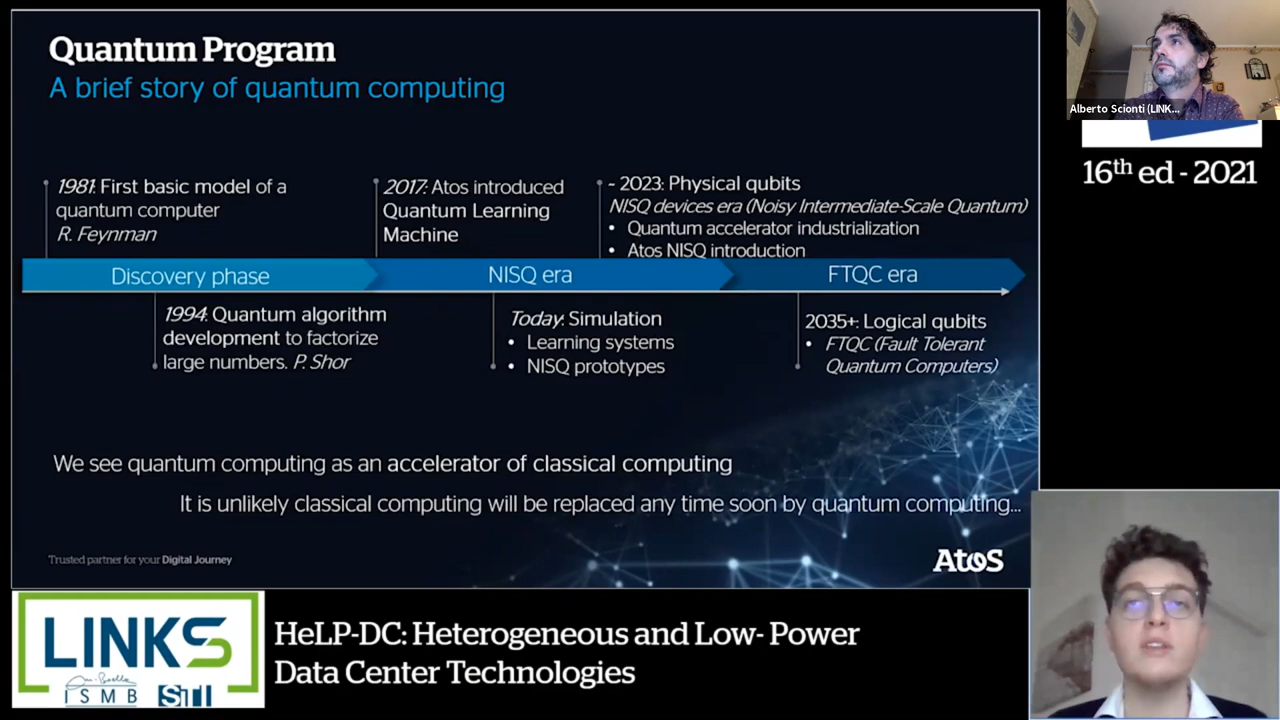 Quantum Program
A brief story of quantum computing
1981: First basic model of a
quantum computer
R. Feynman
2017: Atos introduced
Quantum Learning
Machine
~ 2023: Physical qubits
NISQ devices era (Noisy Intermediate-Scale Quantum)
• Quantum accelerator industrialization
• Atos NISQ introduction
Discovery phase
NISQ era
FTQC era
1994: Quantum algorithm
development to factorize
large numbers. P. Shor
Today: Simulation
• Learning systems
• NISQ prototypes
2035+: Logical qubits
• FTQC (Fault Tolerant
Quantum Computers)
We see quantum computing as an accelerator of classical computing
It is unlikely classical computing will be replaced any time soon by quantum computing...
Trusted partner for your Digital Journey
Atos
Alberto Scionti (LINK...
16th ed - 2021
LINKS
ISMB
STI
HeLP-DC: Heterogeneous and Low- Power
Data Center Technologies